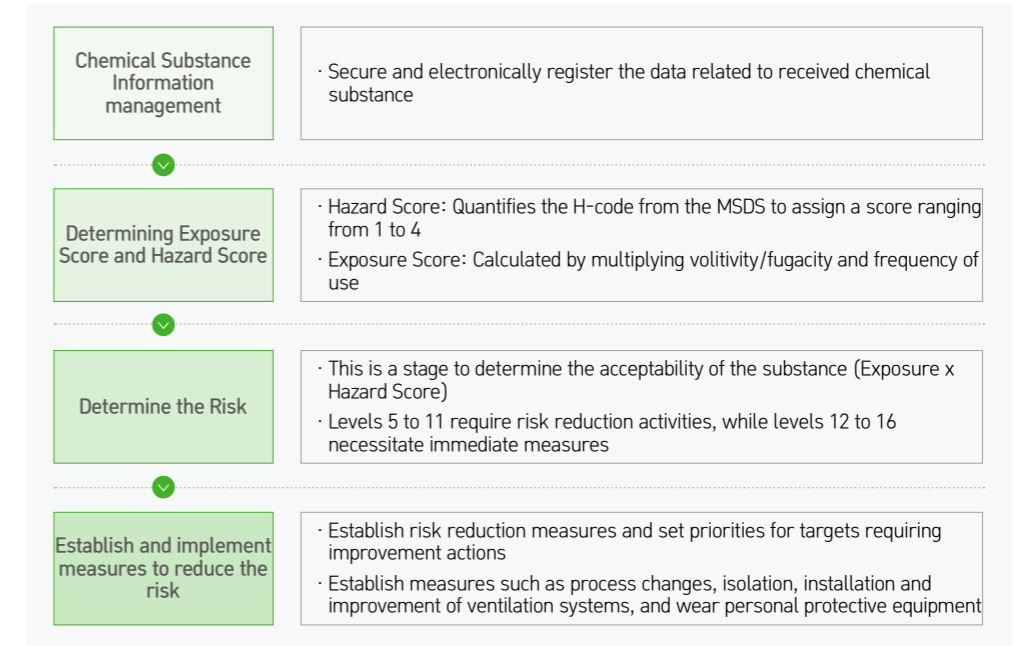 Chemical Substance
Information
management
· Secure and electronically register the data related to received chemical
substance
Determining Exposure
Score and Hazard Score
· Hazard Score: Quantifies the H-code from the MSDS to assign a score ranging
from 1 to 4
· Exposure Score: Calculated by multiplying volitivity/fugacity and frequency of
use
Determine the Risk
· This is a stage to determine the acceptability of the substance (Exposure x
Hazard Score)
· Levels 5 to 11 require risk reduction activities, while levels 12 to 16
necessitate immediate measures
Establish and implement
measures to reduce the
risk
· Establish risk reduction measures and set priorities for targets requiring
improvement actions
· Establish measures such as process changes, isolation, installation and
improvement of ventilation systems, and wear personal protective equipment